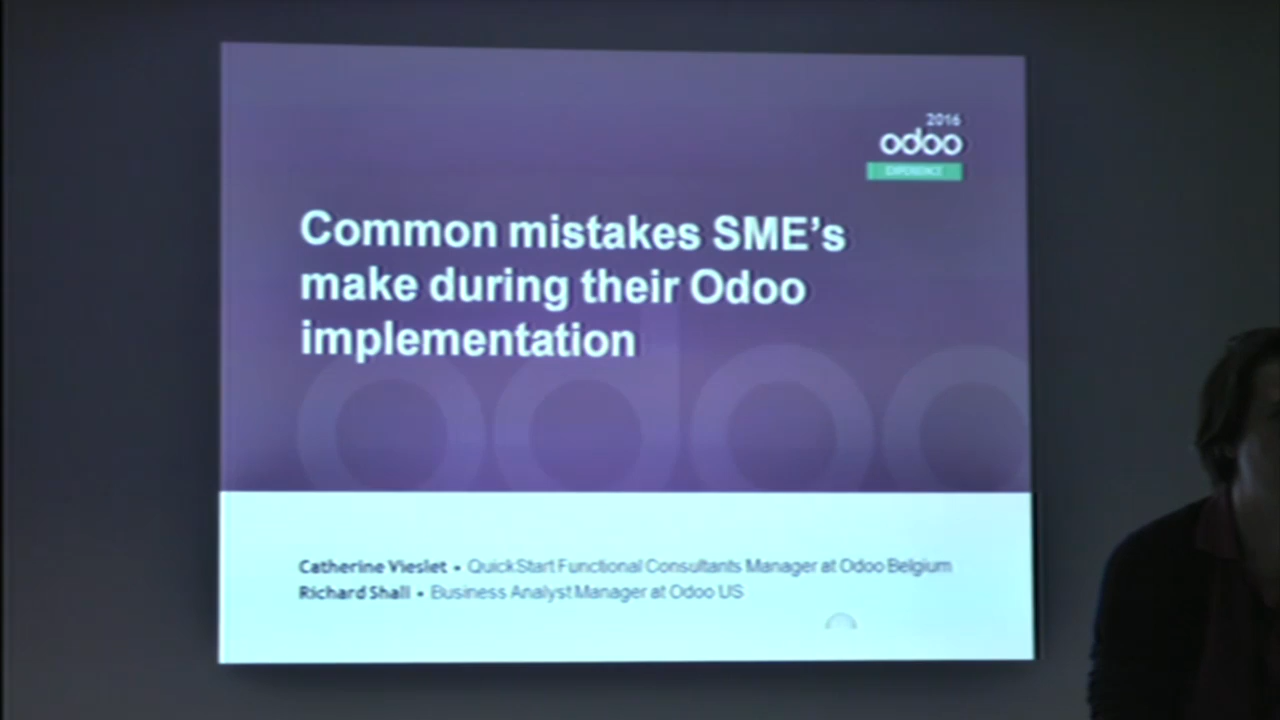 2016
odoo
EXPERIENCE
Common mistakes SME's
make during their Odoo
implementation
odoo
Catherine Vieslet • QuickStart Functional Consultants Manager at Odoo Belgium
Richard Shall • Business Analyst Manager at Odoo US